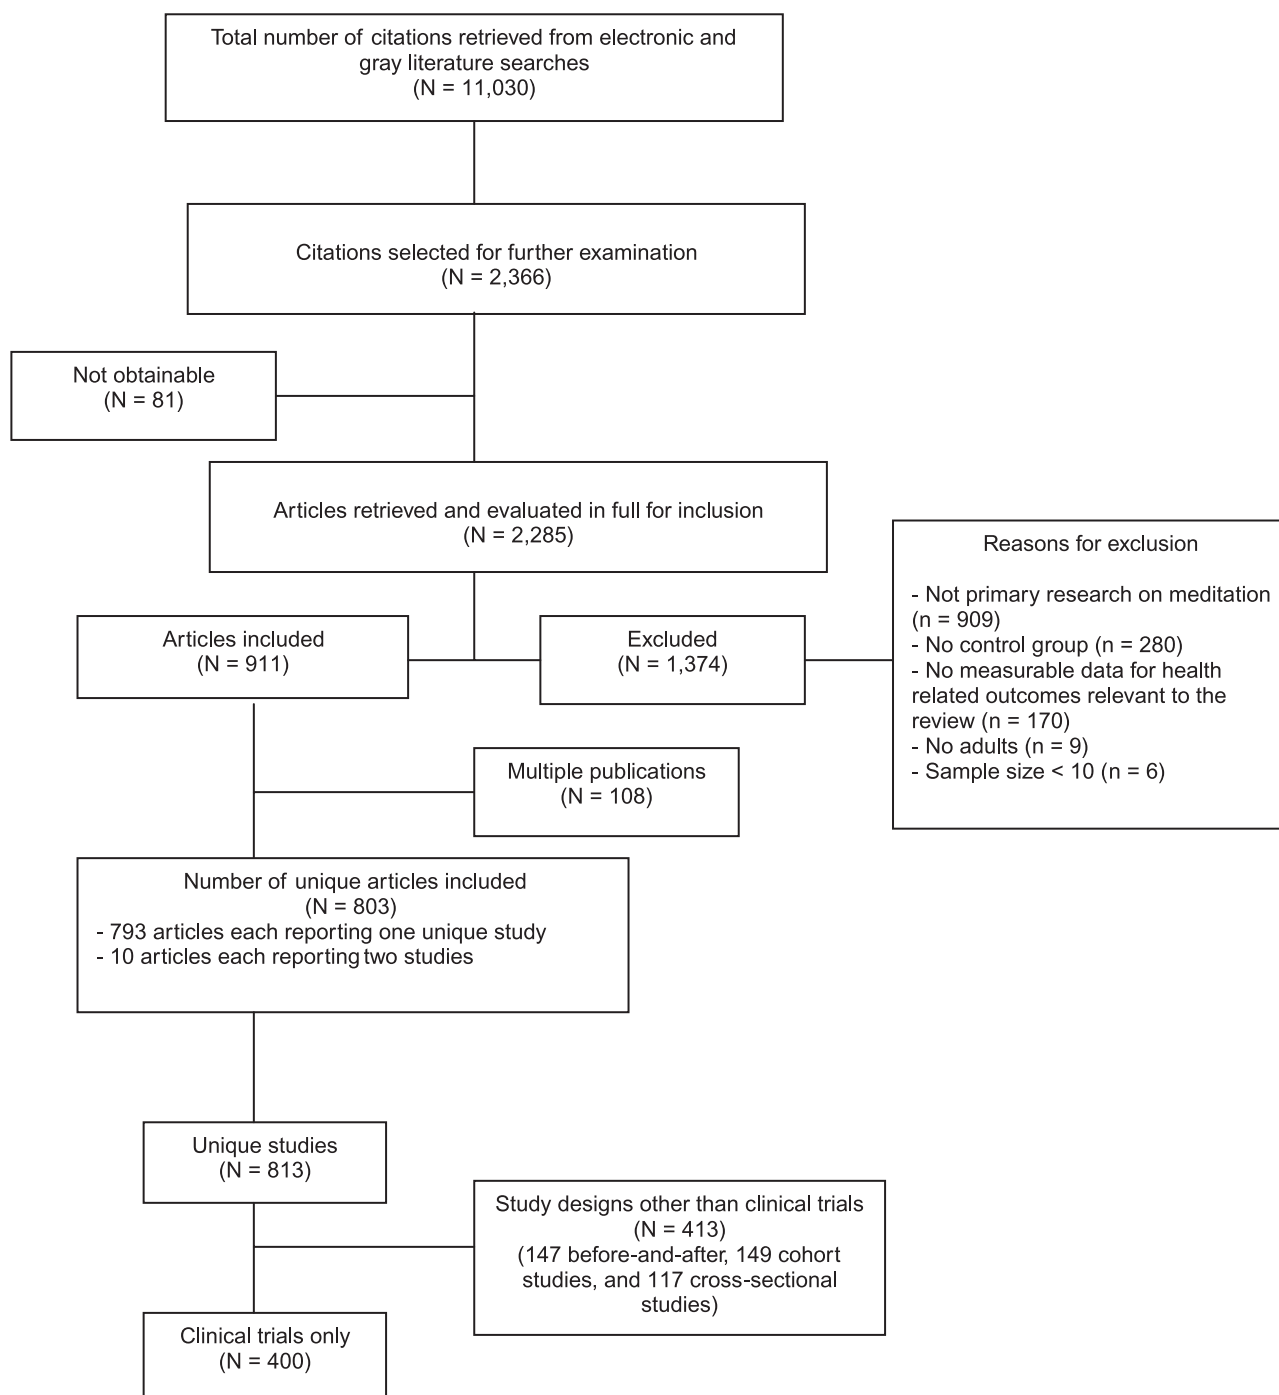 Total number of citations retrieved from electronic and
gray literature searches
(N = 11,030)
Citations selected for further examination
(N = 2,366)
Not obtainable
(N = 81)
Articles retrieved and evaluated in full for inclusion
(N = 2,285)
Reasons for exclusion
- Not primary research on meditation
(n = 909)
- No control group (n = 280)
- No measurable data for health
related outcomes relevant to the
review (n = 170)
- No adults (n = 9)
- Sample size < 10 (n = 6)
Articles included
(N = 911)
Excluded
(N = 1,374)
Multiple publications
(N = 108)
Number of unique articles included
(N = 803)
- 793 articles each reporting one unique study
- 10 articles each reporting two studies
Unique studies
(N = 813)
Study designs other than clinical trials
(N = 413)
(147 before-and-after, 149 cohort
studies, and 117 cross-sectional
studies)
Clinical trials only
(N = 400)